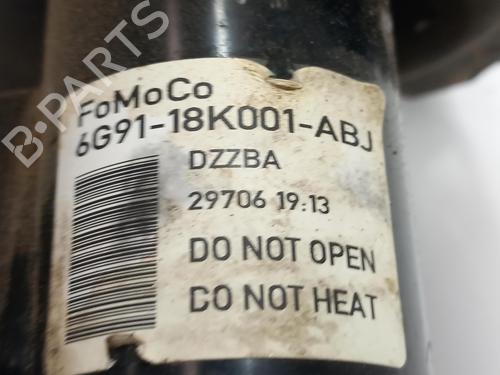 B-PARTS
FoMoCo
6G91-18K001-ABJ
DZZBA
29706 19:13
DO NOT OPEN
DO NOT HEAT